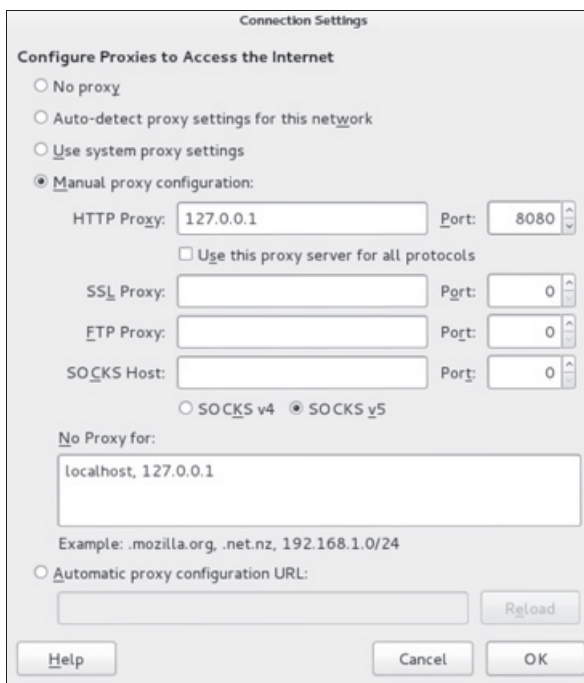 Connection Settings
Configure Proxies to Access the Internet
No proxy
Auto-detect proxy settings for this network
Use system proxy settings
Manual proxy configuration:
HTTP Proxy: 127.0.0.1 Port: 8080
Use this proxy server for all protocols
SSL Proxy: Port: 0
FTP Proxy: Port: 0
SOCKS Host: Port: 0
SOCKS v4 SOCKS v5
No Proxy for:
localhost, 127.0.0.1
Example: .mozilla.org, .net.nz, 192.168.1.0/24
Automatic proxy configuration URL:
Reload
Help Cancel OK